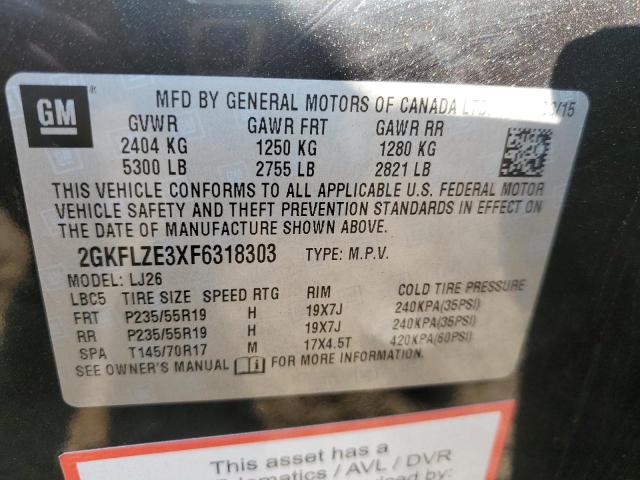 GM ®
MFD BY GENERAL MOTORS OF CANADA LTD. /15
GVWR GAWR FRT GAWR RR
2404 KG 1250 KG 1280 KG
5300 LB 2755 LB 2821 LB
THIS VEHICLE CONFORMS TO ALL APPLICABLE U.S. FEDERAL MOTOR
VEHICLE SAFETY AND THEFT PREVENTION STANDARDS IN EFFECT ON
THE DATE OF MANUFACTURE SHOWN ABOVE.
2GKFLZE3XF6318303 TYPE: M.P.V.
MODEL: LJ26
LBC5 TIRE SIZE SPEED RTG RIM COLD TIRE PRESSURE
FRT P235/55R19 H 19X7J 240KPA(35PSI)
RR P235/55R19 H 19X7J 240KPA(35PSI)
SPA T145/70R17 M 17X4.5T 420KPA(60PSI)
SEE OWNER'S MANUAL FOR MORE INFORMATION.
This asset has a
/ AVL / DVR
by: